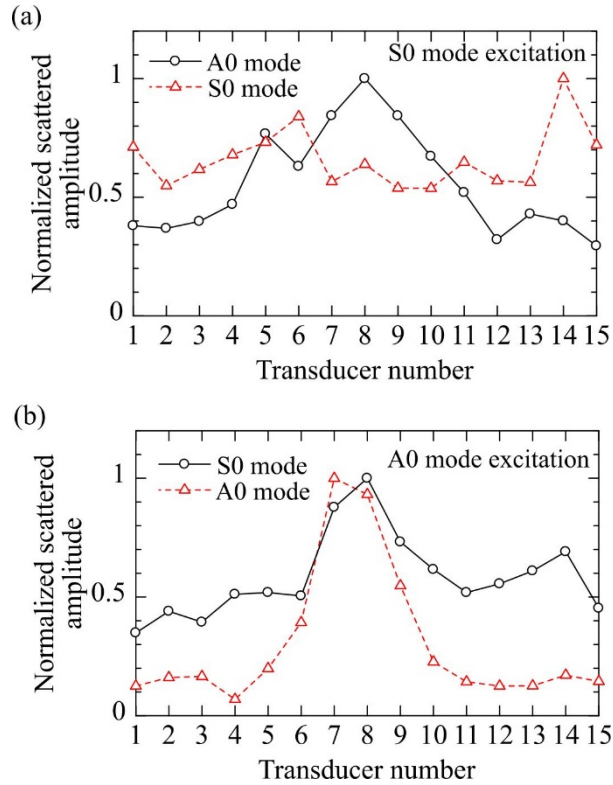 (a)
A0 mode
S0 mode
S0 mode excitation
1
0.5
0
Normalized scattered
amplitude
1 2 3 4 5 6 7 8 9 10 11 12 13 14 15
Transducer number
(b)
S0 mode
A0 mode
A0 mode excitation
1
0.5
0
Normalized scattered
amplitude
1 2 3 4 5 6 7 8 9 10 11 12 13 14 15
Transducer number